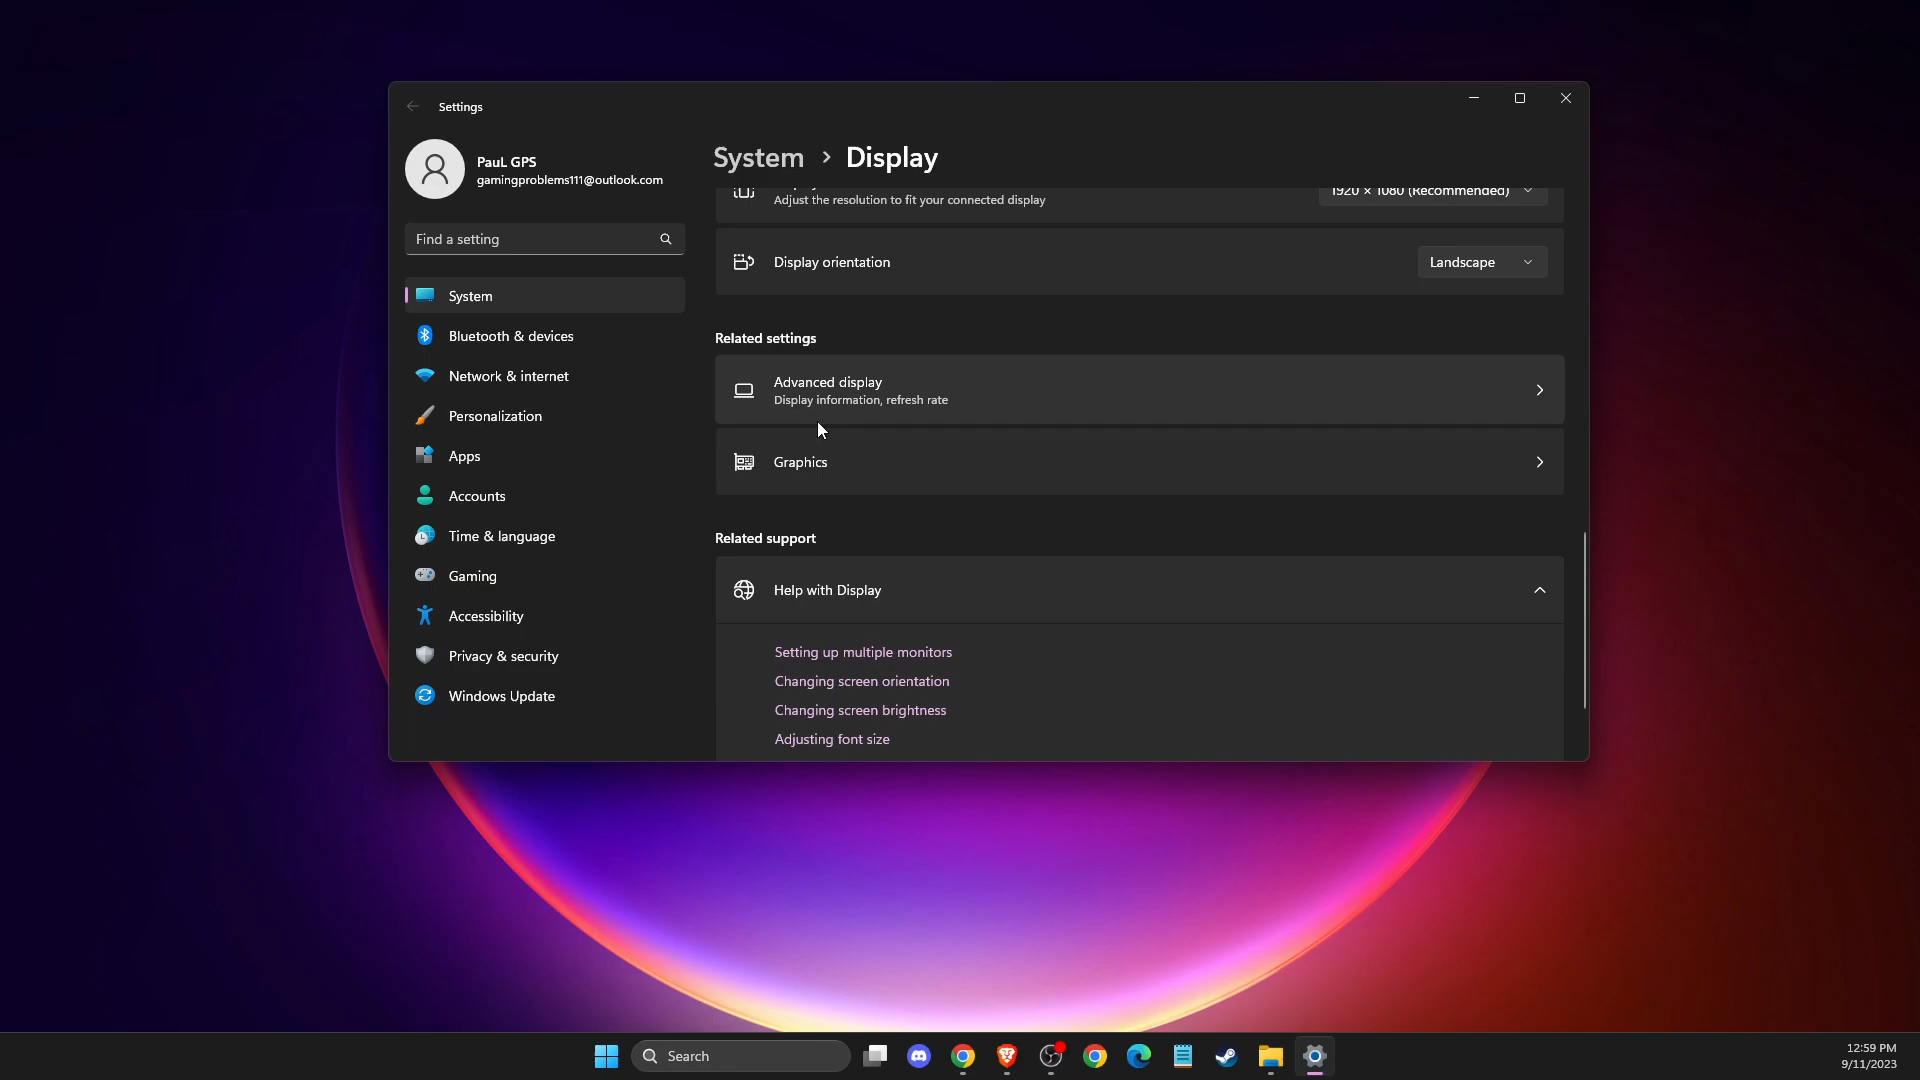 Settings
PauL GPS
gamingproblems111@outlook.com
Find a setting
System
Bluetooth & devices
Network & internet
Personalization
Apps
Accounts
Time & language
Gaming
Accessibility
Privacy & security
Windows Update
System > Display
Adjust the resolution to fit your connected display
1920 × 1080 (Recommended)
Display orientation
Landscape
Related settings
Advanced display
Display information, refresh rate
Graphics
Related support
Help with Display
Setting up multiple monitors
Changing screen orientation
Changing screen brightness
Adjusting font size
Search
12:59 PM
9/11/2023